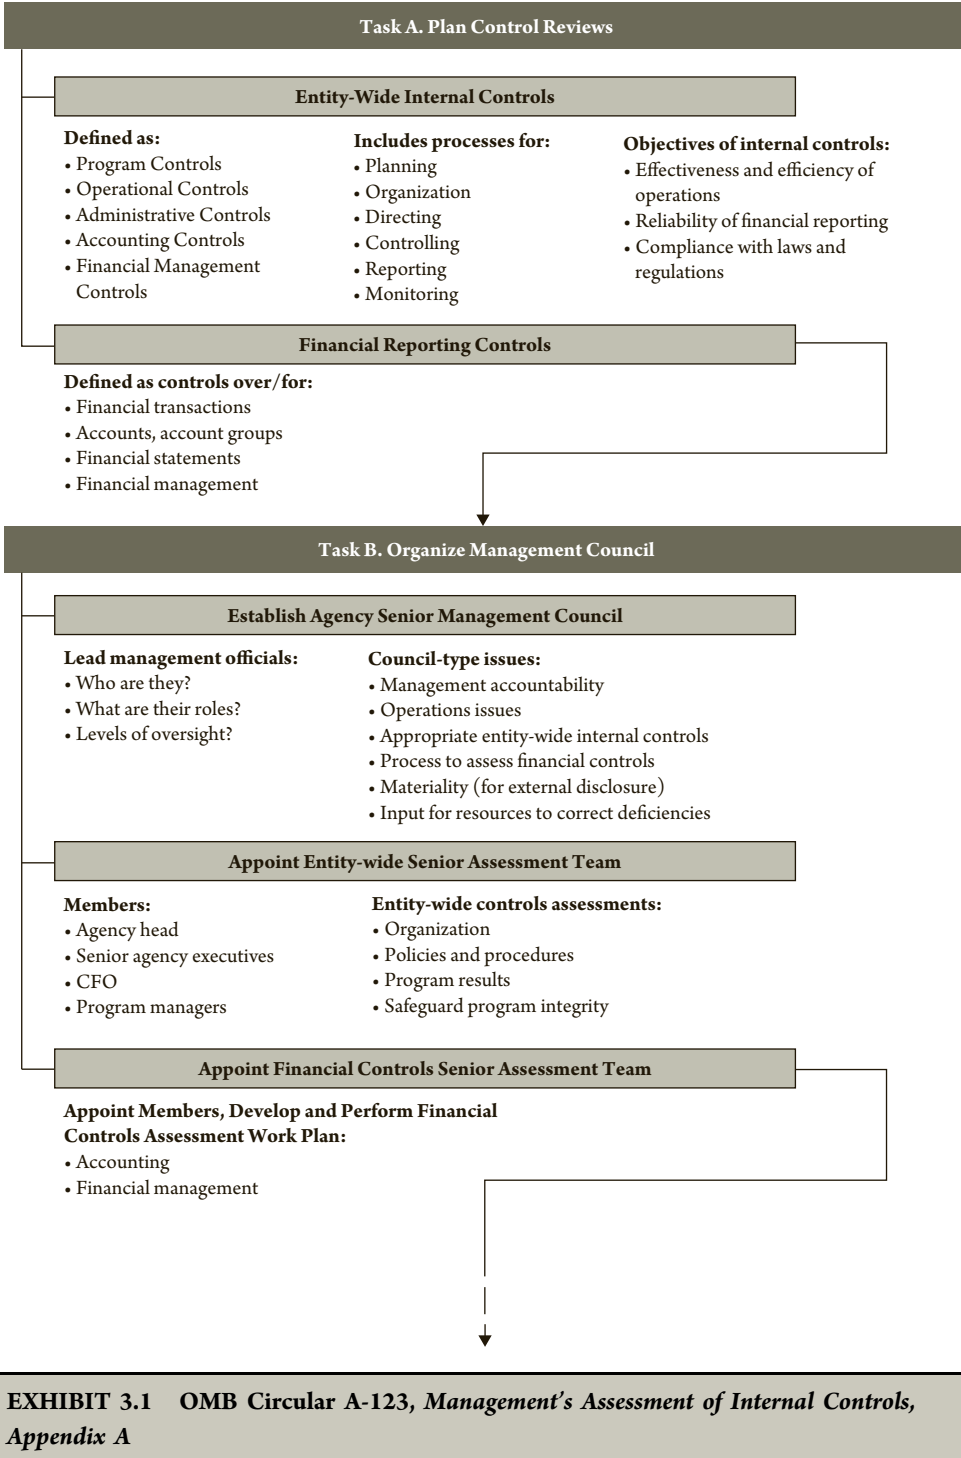 Task A. Plan Control Reviews
Entity-Wide Internal Controls
Defined as:
• Program Controls
• Operational Controls
• Administrative Controls
• Accounting Controls
• Financial Management
Controls
Includes processes for:
• Planning
• Organization
• Directing
• Controlling
• Reporting
• Monitoring
Objectives of internal controls:
• Effectiveness and efficiency of
operations
• Reliability of financial reporting
• Compliance with laws and
regulations
Financial Reporting Controls
Defined as controls over/for:
• Financial transactions
• Accounts, account groups
• Financial statements
• Financial management
Task B. Organize Management Council
Establish Agency Senior Management Council
Lead management officials:
• Who are they?
• What are their roles?
• Levels of oversight?
Council-type issues:
• Management accountability
• Operations issues
• Appropriate entity-wide internal controls
• Process to assess financial controls
• Materiality (for external disclosure)
• Input for resources to correct deficiencies
Appoint Entity-wide Senior Assessment Team
Members:
• Agency head
• Senior agency executives
• CFO
• Program managers
Entity-wide controls assessments:
• Organization
• Policies and procedures
• Program results
• Safeguard program integrity
Appoint Financial Controls Senior Assessment Team
Appoint Members, Develop and Perform Financial
Controls Assessment Work Plan:
• Accounting
• Financial management
EXHIBIT 3.1 OMB Circular A-123, Management's Assessment of Internal Controls,
Appendix A